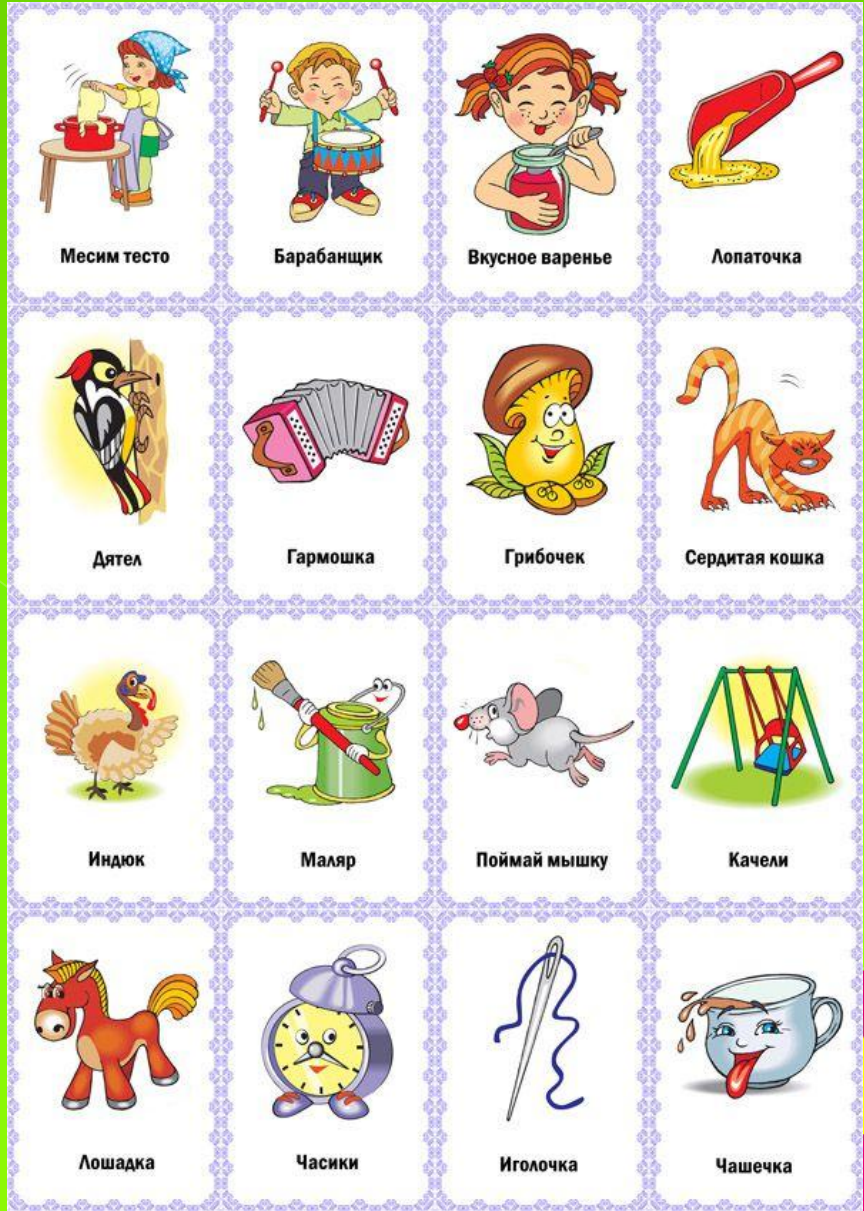 Месим тесто
Барабанщик
Вкусное варенье
Лопаточка
Дятел
Гармошка
Грибочек
Сердитая кошка
Индюк
Маляр
Поймай мышку
Качели
Лошадка
Часики
Иголочка
Чашечка